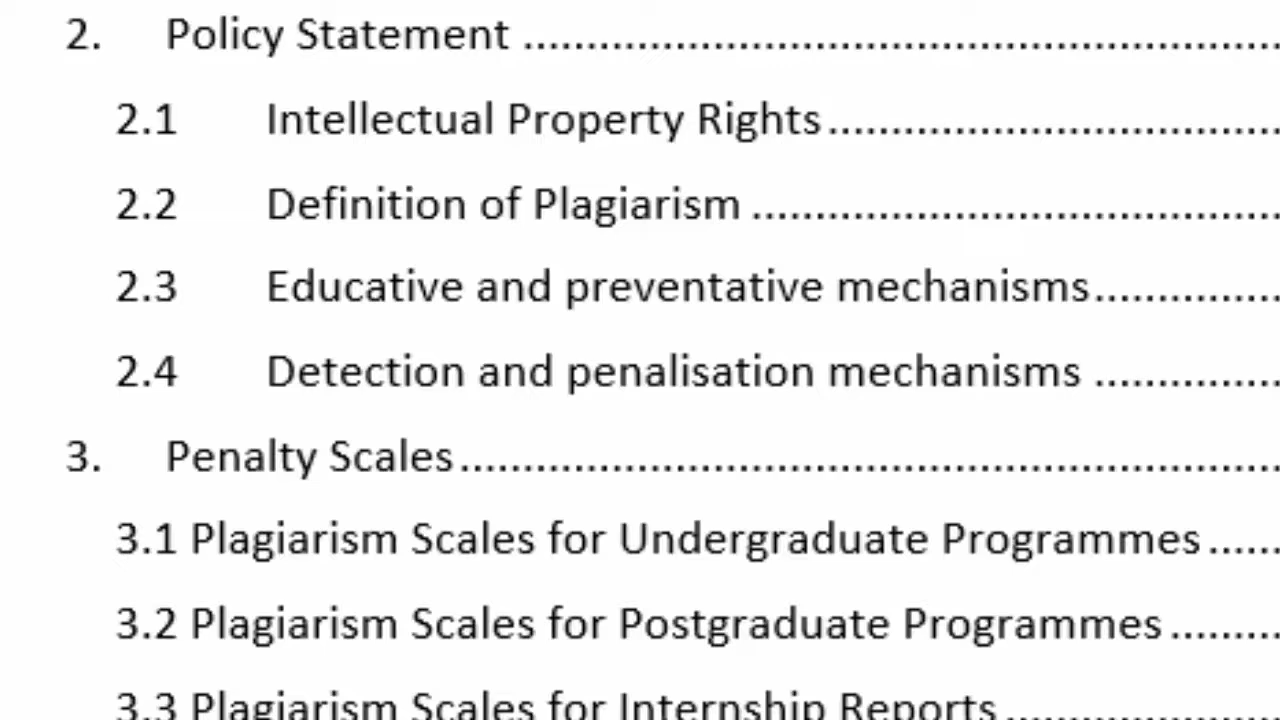 2. Policy Statement ................................................................
2.1 Intellectual Property Rights....................................
2.2 Definition of Plagiarism ..........................................
2.3 Educative and preventative mechanisms...............
2.4 Detection and penalisation mechanisms ...............
3. Penalty Scales.................................................................
3.1 Plagiarism Scales for Undergraduate Programmes......
3.2 Plagiarism Scales for Postgraduate Programmes.........
3.3 Plagiarism Scales for Internship Reports......................